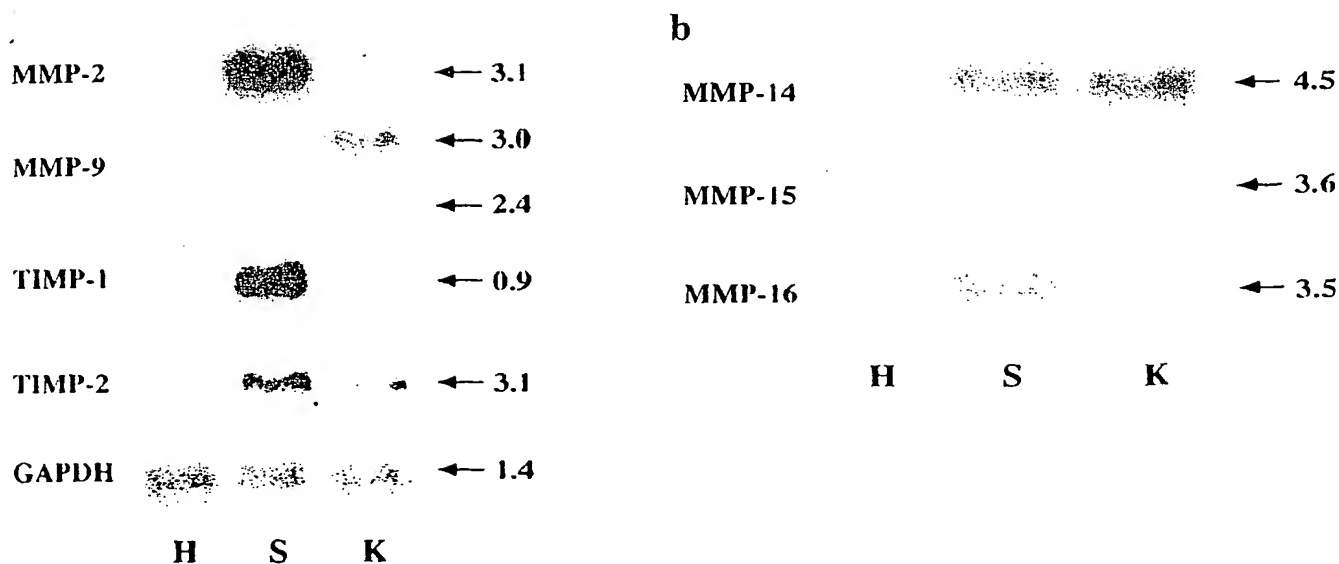 MMP-2 ← 3.1
← 3.0
MMP-9
← 2.4
TIMP-1 ← 0.9
TIMP-2 ← 3.1
GAPDH ← 1.4
H S K
b
MMP-14 ← 4.5
MMP-15 ← 3.6
MMP-16 ← 3.5
H S K